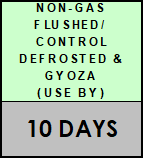 NON-GAS
FLUSHED/
CONTROL
DEFROSTED &
GYOZA
(USE BY)
10 DAYS